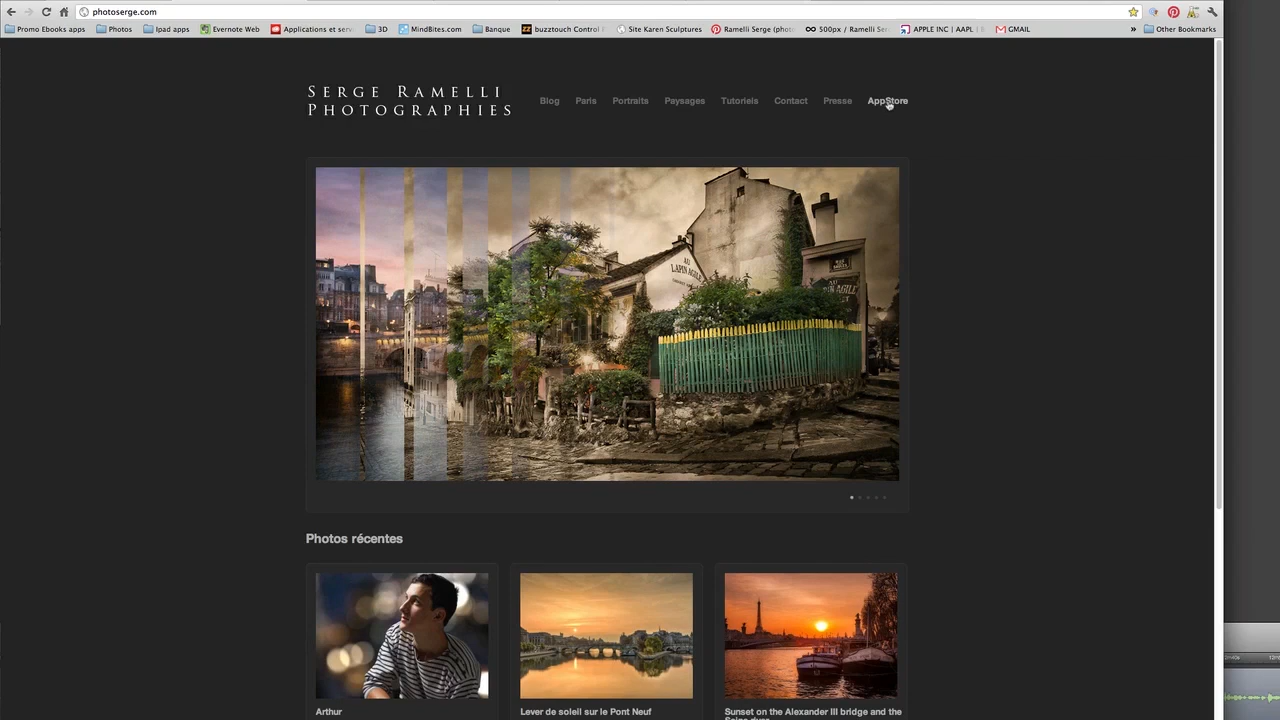 photoserge.com
Promo Ebooks apps Photos Ipad apps Evernote Web Applications et serv 3D MindBites.com Banque buzztouch Control Site Karen Sculptures Ramelli Serge (phot 500px / Ramelli Ser APPLE INC | AAPL | GMAIL » Other Bookmarks
SERGE RAMELLI
PHOTOGRAPHIES
Blog Paris Portraits Paysages Tutoriels Contact Presse AppStore
AU
LAPIN AGILE
Photos récentes
Arthur
Lever de soleil sur le Pont Neuf
Sunset on the Alexander III bridge and the
Seine river